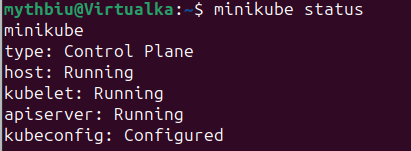 mythbiu@Virtualka:~$ minikube status
minikube
type: Control Plane
host: Running
kubelet: Running
apiserver: Running
kubeconfig: Configured